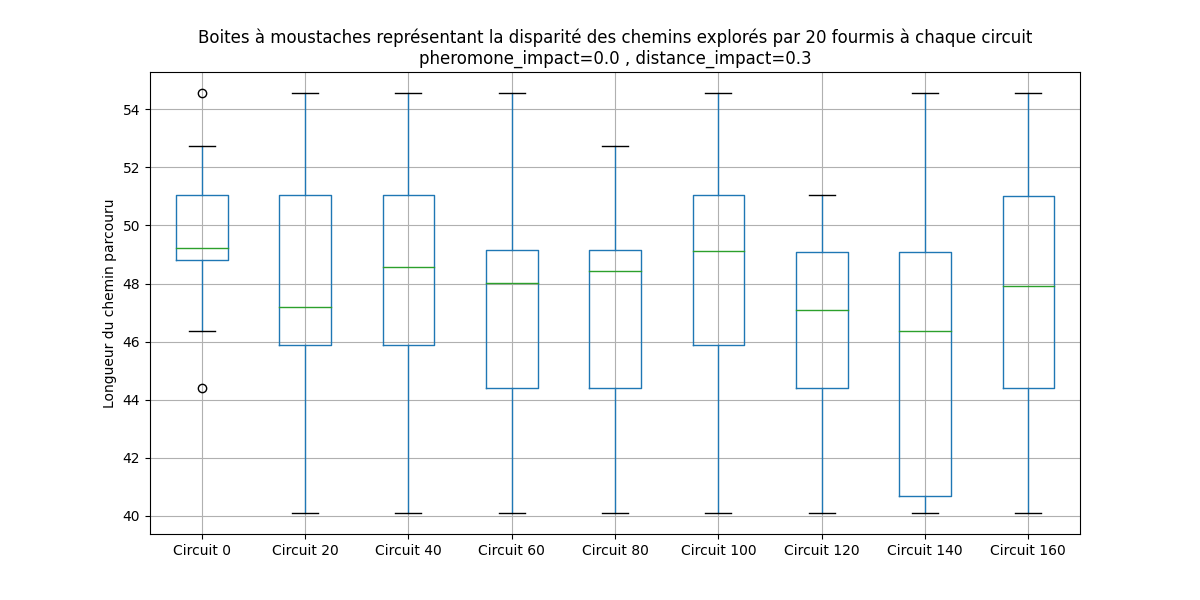 Boites à moustaches représentant la disparité des chemins explorés par 20 fourmis à chaque circuit
pheromone_impact=0.0 , distance_impact=0.3
Longueur du chemin parcouru
54
52
50
48
46
44
42
40
Circuit 0
Circuit 20
Circuit 40
Circuit 60
Circuit 80
Circuit 100
Circuit 120
Circuit 140
Circuit 160